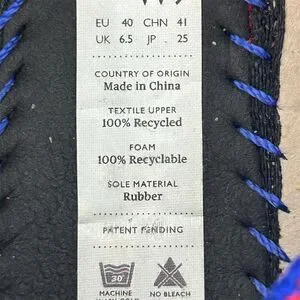 EU 40 CHN 41
UK 6.5 JP 25
COUNTRY OF ORIGIN
Made in China
TEXTILE UPPER
100% Recycled
FOAM
100% Recyclable
SOLE MATERIAL
Rubber
PATENT PENDING
30°
MACHINE NO BLEACH